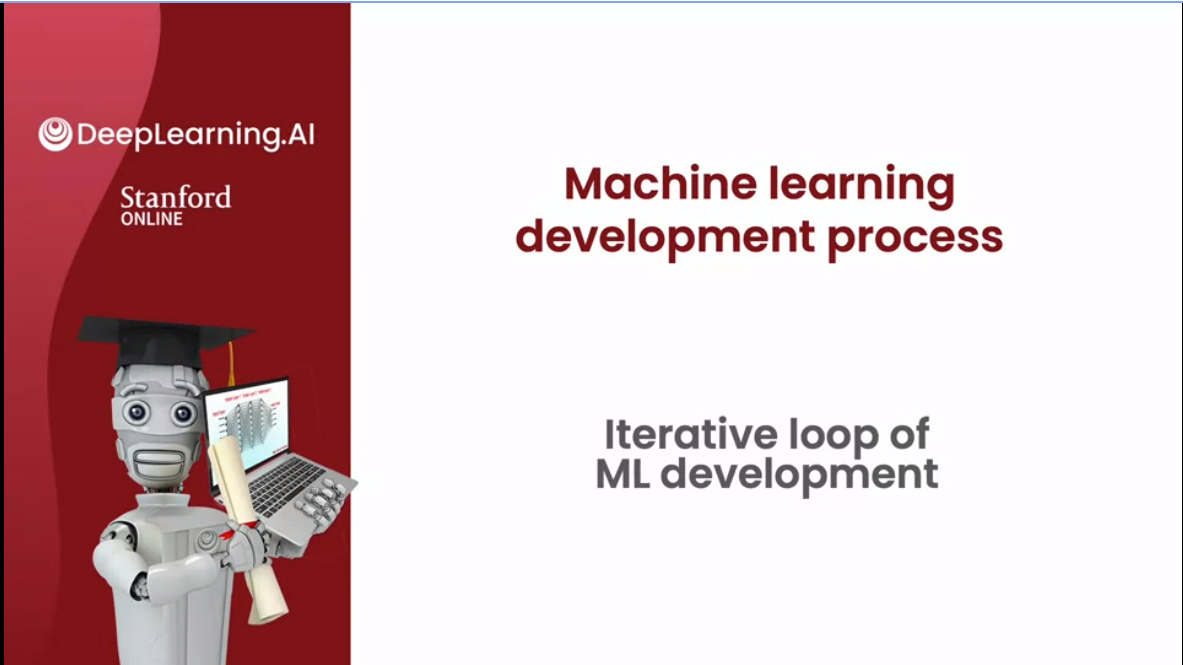 DeepLearning.AI
Stanford
ONLINE
Machine learning
development process
Iterative loop of
ML development